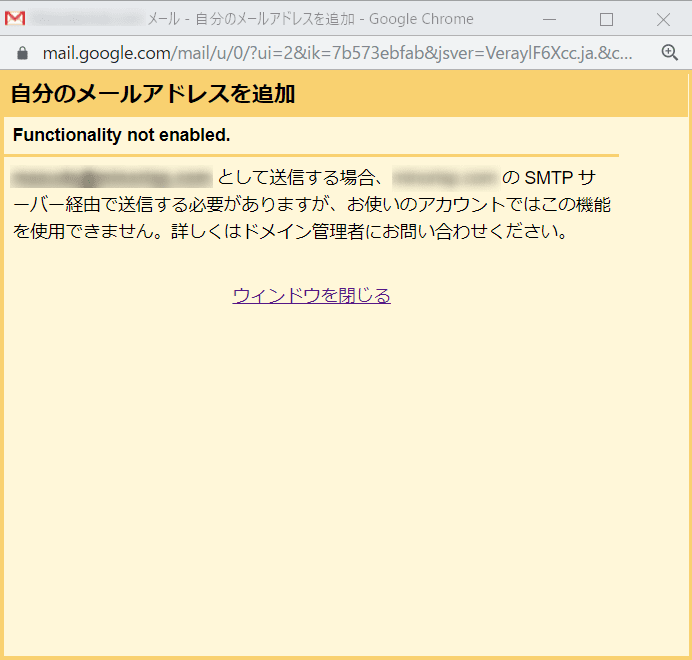 メール - 自分のメールアドレスを追加 - Google Chrome
mail.google.com/mail/u/0/?ui=2&ik=7b573ebfab&jsver=VeraylF6Xcc.ja.&c...
自分のメールアドレスを追加
Functionality not enabled.
として送信する場合、 の SMTP サ
ーバー経由で送信する必要がありますが、お使いのアカウントではこの機能
を使用できません。詳しくはドメイン管理者にお問い合わせください。
ウインドウを閉じる